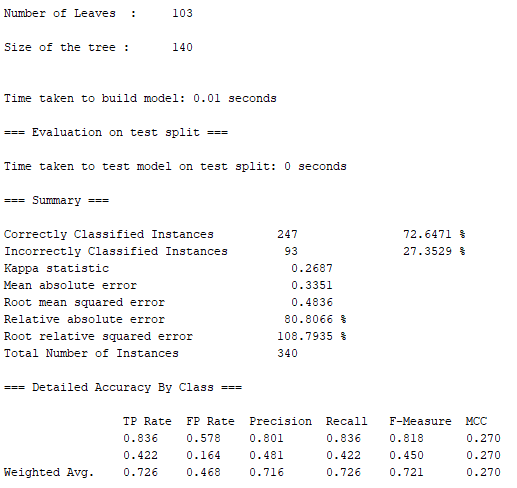 Number of Leaves  :     103
Size of the tree :      140
Time taken to build model: 0.01 seconds
=== Evaluation on test split ===
Time taken to test model on test split: 0 seconds
=== Summary ===
Correctly Classified Instances         247               72.6471 %
Incorrectly Classified Instances        93               27.3529 %
Kappa statistic                          0.2687
Mean absolute error                      0.3351
Root mean squared error                  0.4836
Relative absolute error                 80.8066 %
Root relative squared error            108.7935 %
Total Number of Instances              340
=== Detailed Accuracy By Class ===
TP Rate  FP Rate  Precision  Recall   F-Measure  MCC
0.836    0.578    0.801      0.836    0.818      0.270
0.422    0.164    0.481      0.422    0.450      0.270
Weighted Avg.    0.726    0.468    0.716      0.726    0.721      0.270